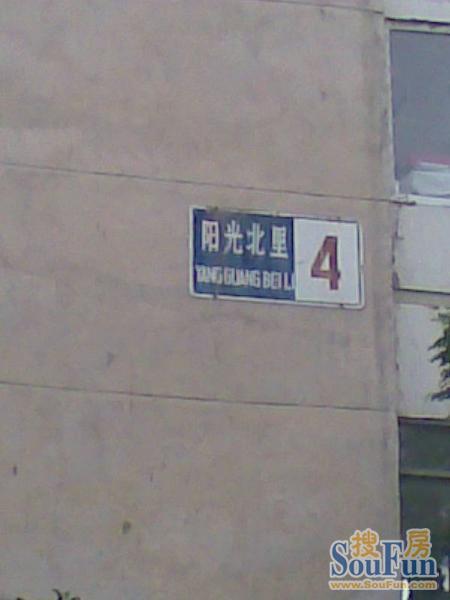 阳光北里 4
YANG GUANG BEI LI
搜房
SouFun
www.SouFun.com